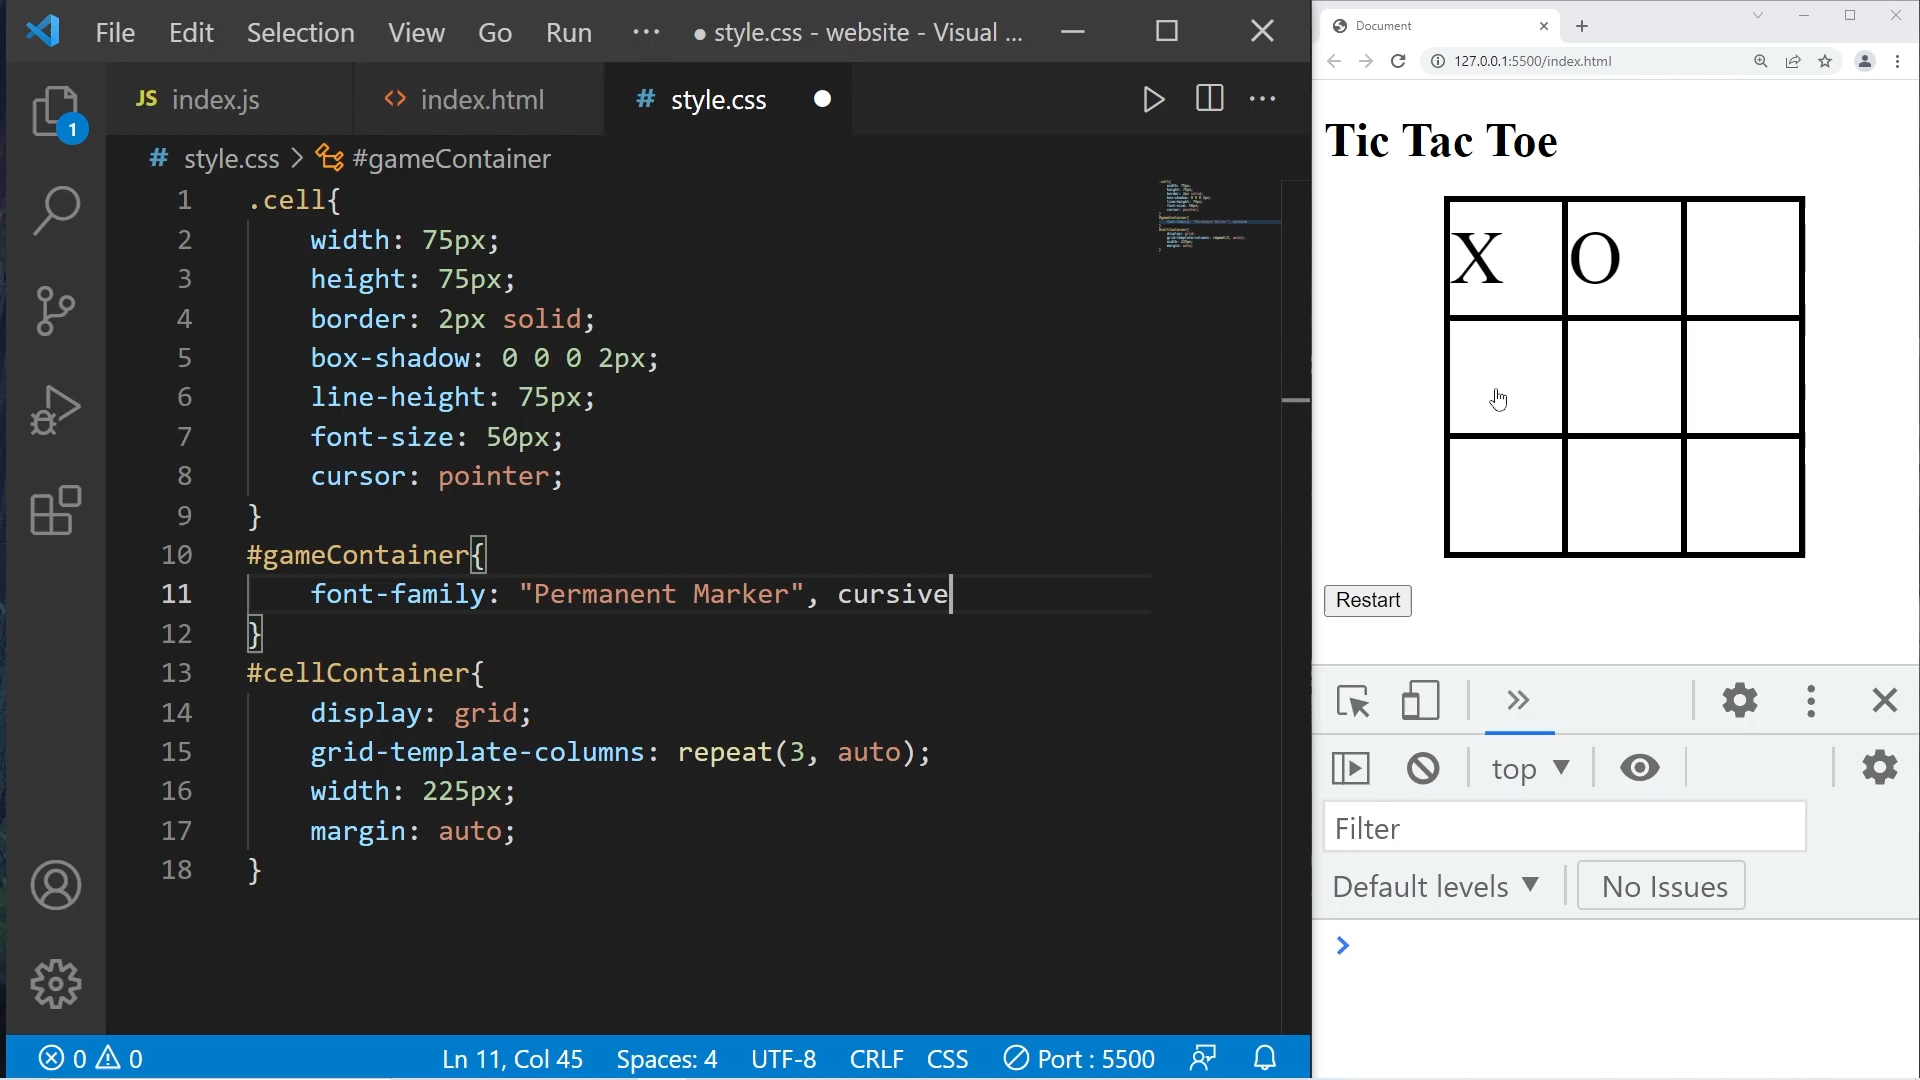 File Edit Selection View Go Run ··· ● style.css - website - Visual ...
1
JS index.js
<> index.html
# style.css ●
# style.css > #gameContainer
1 .cell{
2 width: 75px;
3 height: 75px;
4 border: 2px solid;
5 box-shadow: 0 0 0 2px;
6 line-height: 75px;
7 font-size: 50px;
8 cursor: pointer;
9 }
10 #gameContainer{
11 font-family: "Permanent Marker", cursive
12 }
13 #cellContainer{
14 display: grid;
15 grid-template-columns: repeat(3, auto);
16 width: 225px;
17 margin: auto;
18 }
0 0 Ln 11, Col 45 Spaces: 4 UTF-8 CRLF CSS Port : 5500
Document
127.0.0.1:5500/index.html
Tic Tac Toe
X O
Restart
top
Filter
Default levels
No Issues